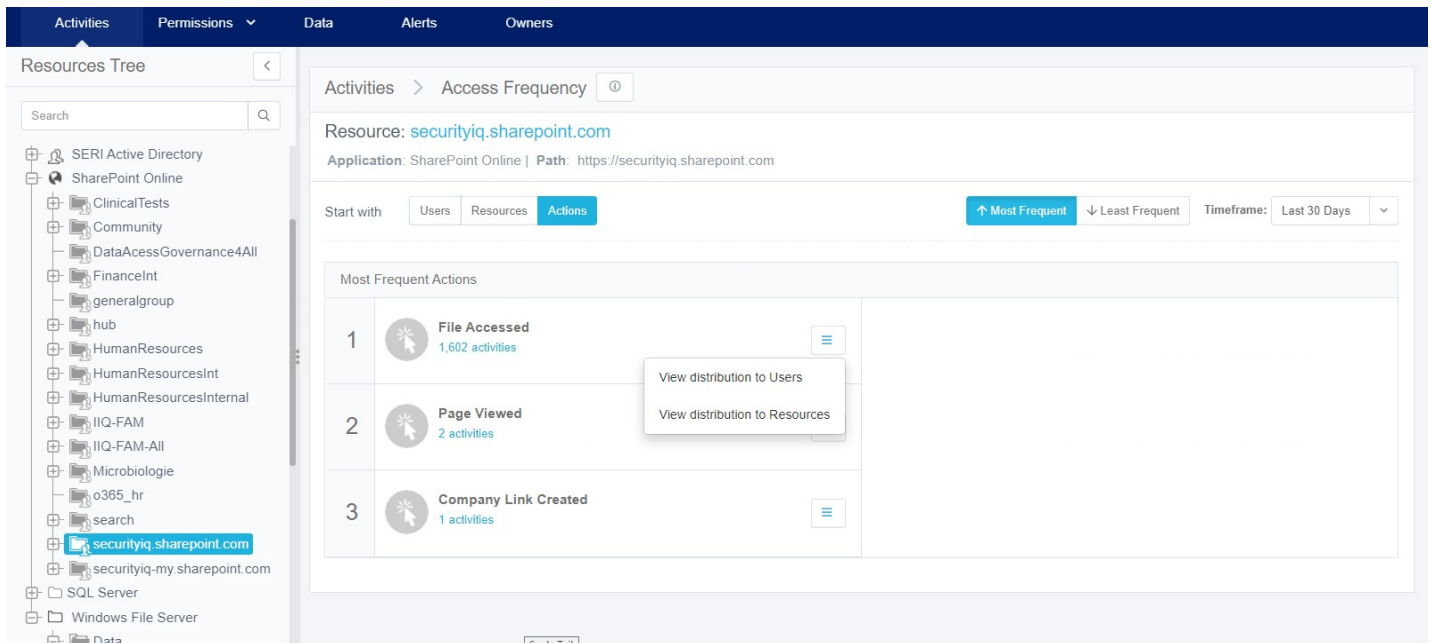 Activities Permissions Data Alerts Owners
Resources Tree
Search
SERI Active Directory
SharePoint Online
ClinicalTests
Community
DataAcessGovernance4All
FinanceInt
generalgroup
hub
HumanResources
HumanResourcesInt
HumanResourcesInternal
IIQ-FAM
IIQ-FAM-All
Microbiologie
o365_hr
search
securityiq.sharepoint.com
securityiq-my.sharepoint.com
SQL Server
Windows File Server
Data
Activities > Access Frequency
Resource: securityiq.sharepoint.com
Application: SharePoint Online | Path: https://securityiq.sharepoint.com
Start with Users Resources Actions Most Frequent Least Frequent Timeframe: Last 30 Days
Most Frequent Actions
1 File Accessed
1,602 activities
View distribution to Users
View distribution to Resources
2 Page Viewed
2 activities
3 Company Link Created
1 activities